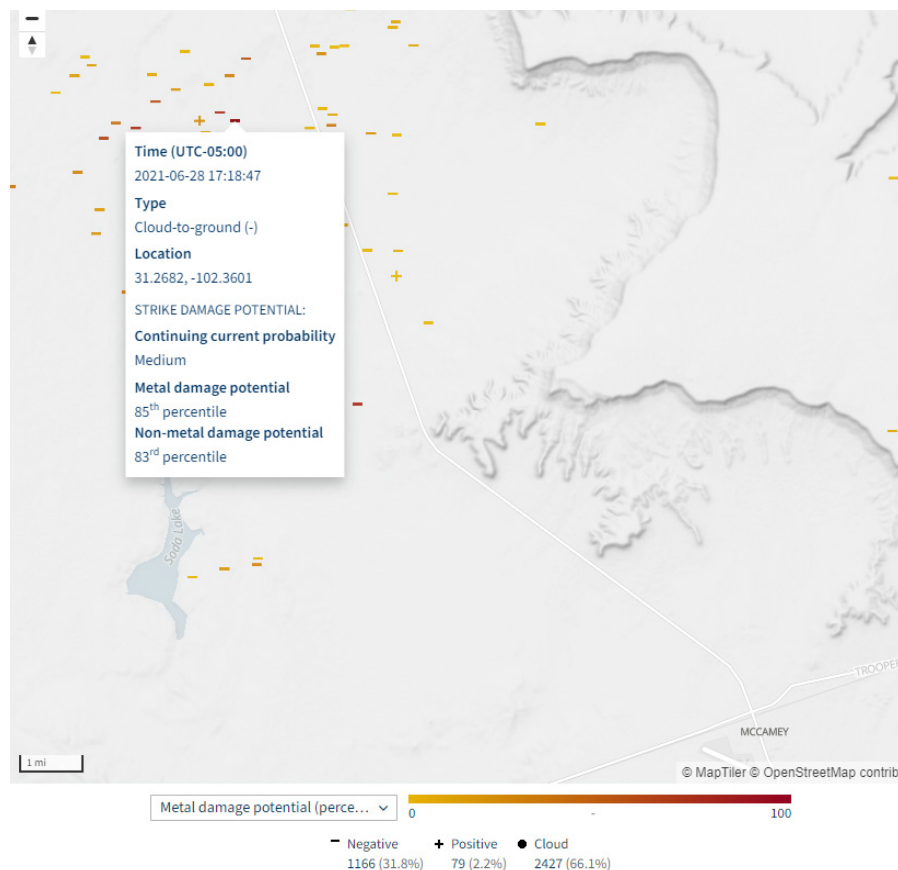 Time (UTC-05:00)
2021-06-28 17:18:47
Type
Cloud-to-ground (-)
Location
31.2682, -102.3601
STRIKE DAMAGE POTENTIAL:
Continuing current probability
Medium
Metal damage potential
85th percentile
Non-metal damage potential
83rd percentile
Soda Lake
TROOPER
MCCAMEY
1 mi
© MapTiler © OpenStreetMap contrib
Metal damage potential (perce...
0 - 100
Negative Positive Cloud
1166 (31.8%) 79 (2.2%) 2427 (66.1%)